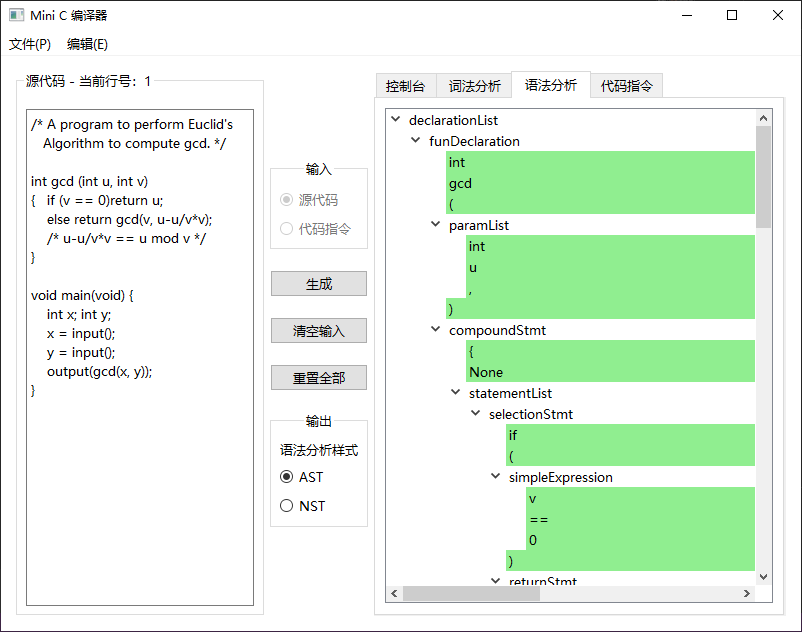 Mini C 编译器
文件(P) 编辑(E)
源代码 - 当前行号：1
/* A program to perform Euclid's
Algorithm to compute gcd. */
int gcd (int u, int v)
{ if (v == 0)return u;
else return gcd(v, u-u/v*v);
/* u-u/v*v == u mod v */
}
void main(void) {
int x; int y;
x = input();
y = input();
output(gcd(x, y));
}
输入
源代码
代码指令
生成
清空输入
重置全部
输出
语法分析样式
AST
NST
控制台 词法分析 语法分析 代码指令
declarationList
funDeclaration
int
gcd
(
paramList
int
u
,
)
compoundStmt
{
None
statementList
selectionStmt
if
(
simpleExpression
v
==
0
)
returnStmt